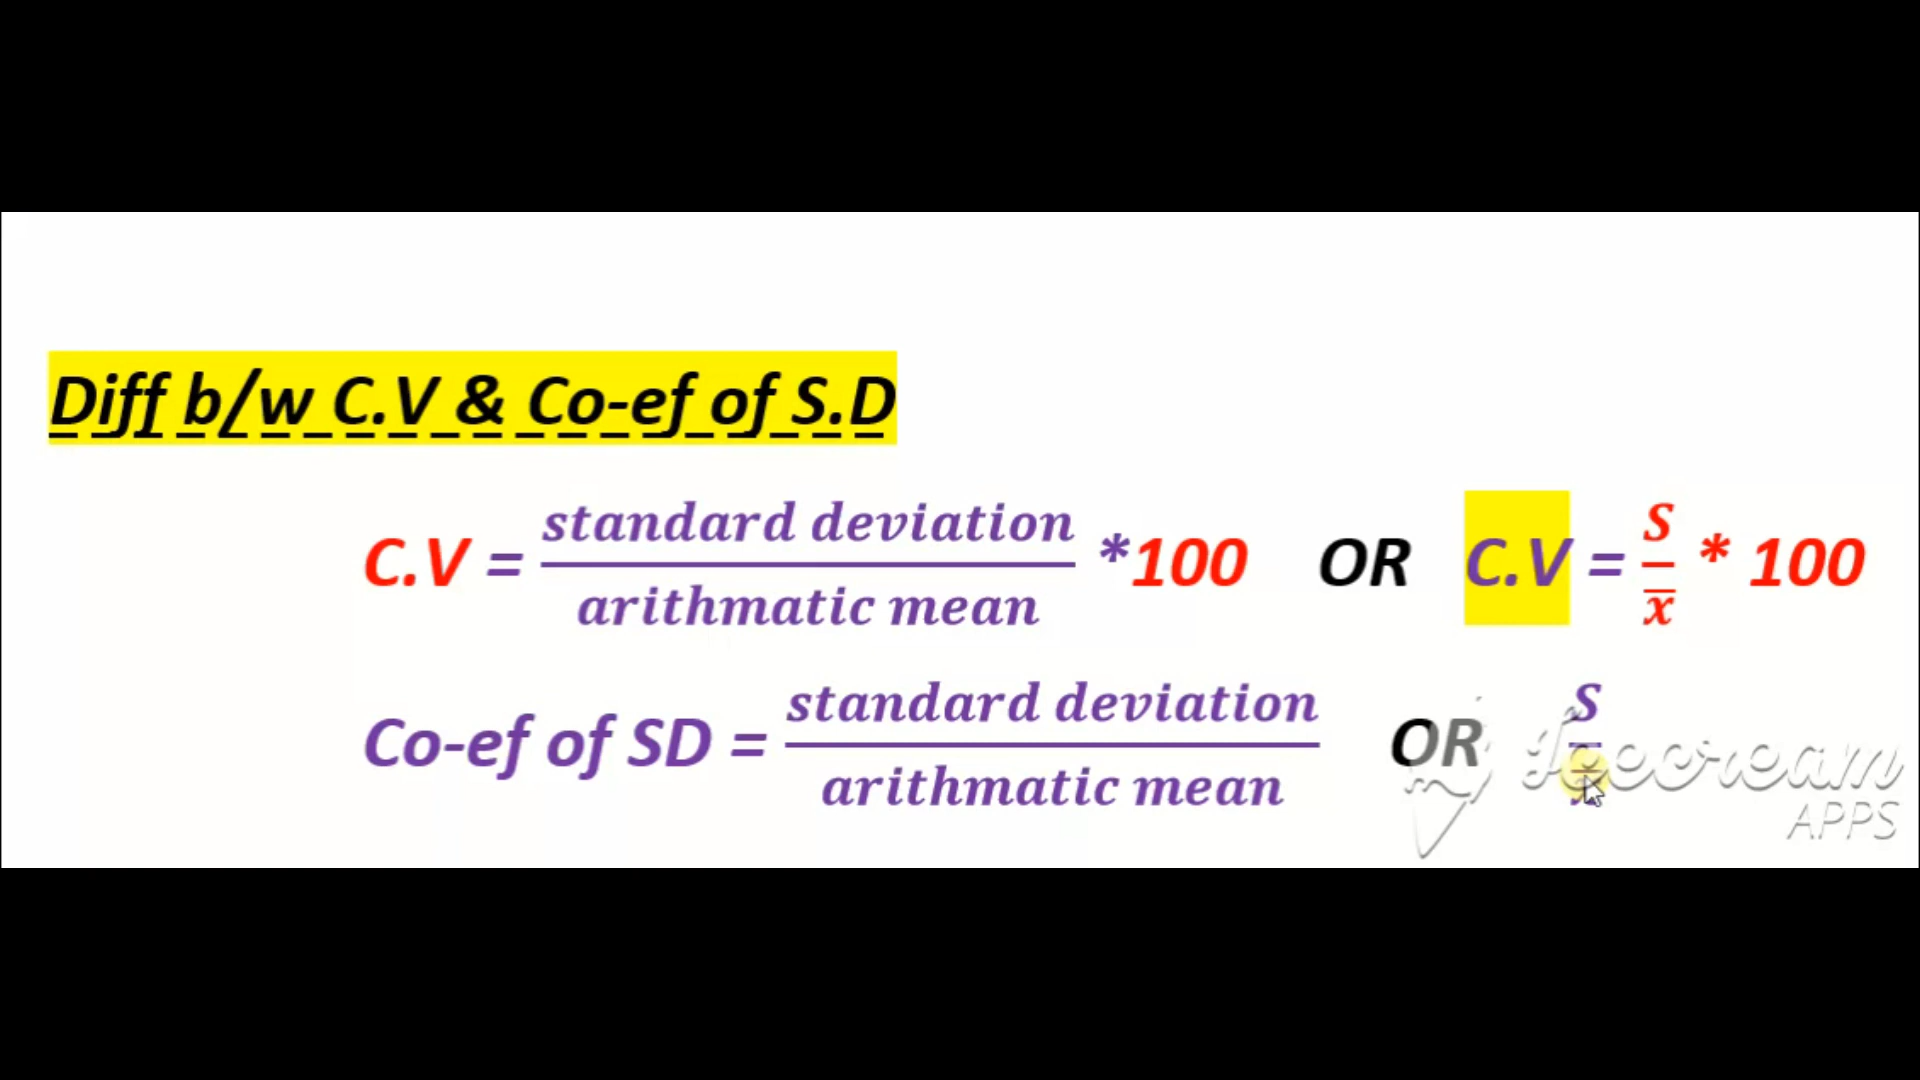 Diff b/w C.V & Co-ef of S.D
C.V = standard deviation / arithmatic mean *100 OR C.V = S / x̅ * 100
Co-ef of SD = standard deviation / arithmatic mean OR S
Icecream
APPS